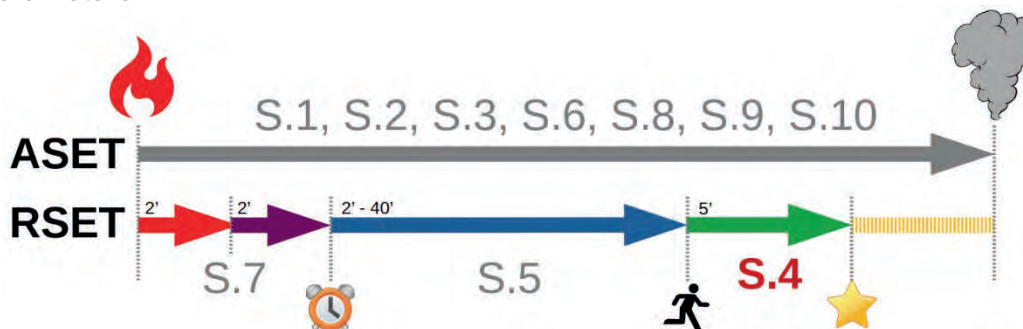 S.1, S.2, S.3, S.6, S.8, S.9, S.10
ASET
RSET
2’ 2’ 2’ - 40’ 5’
S.7 S.5 S.4